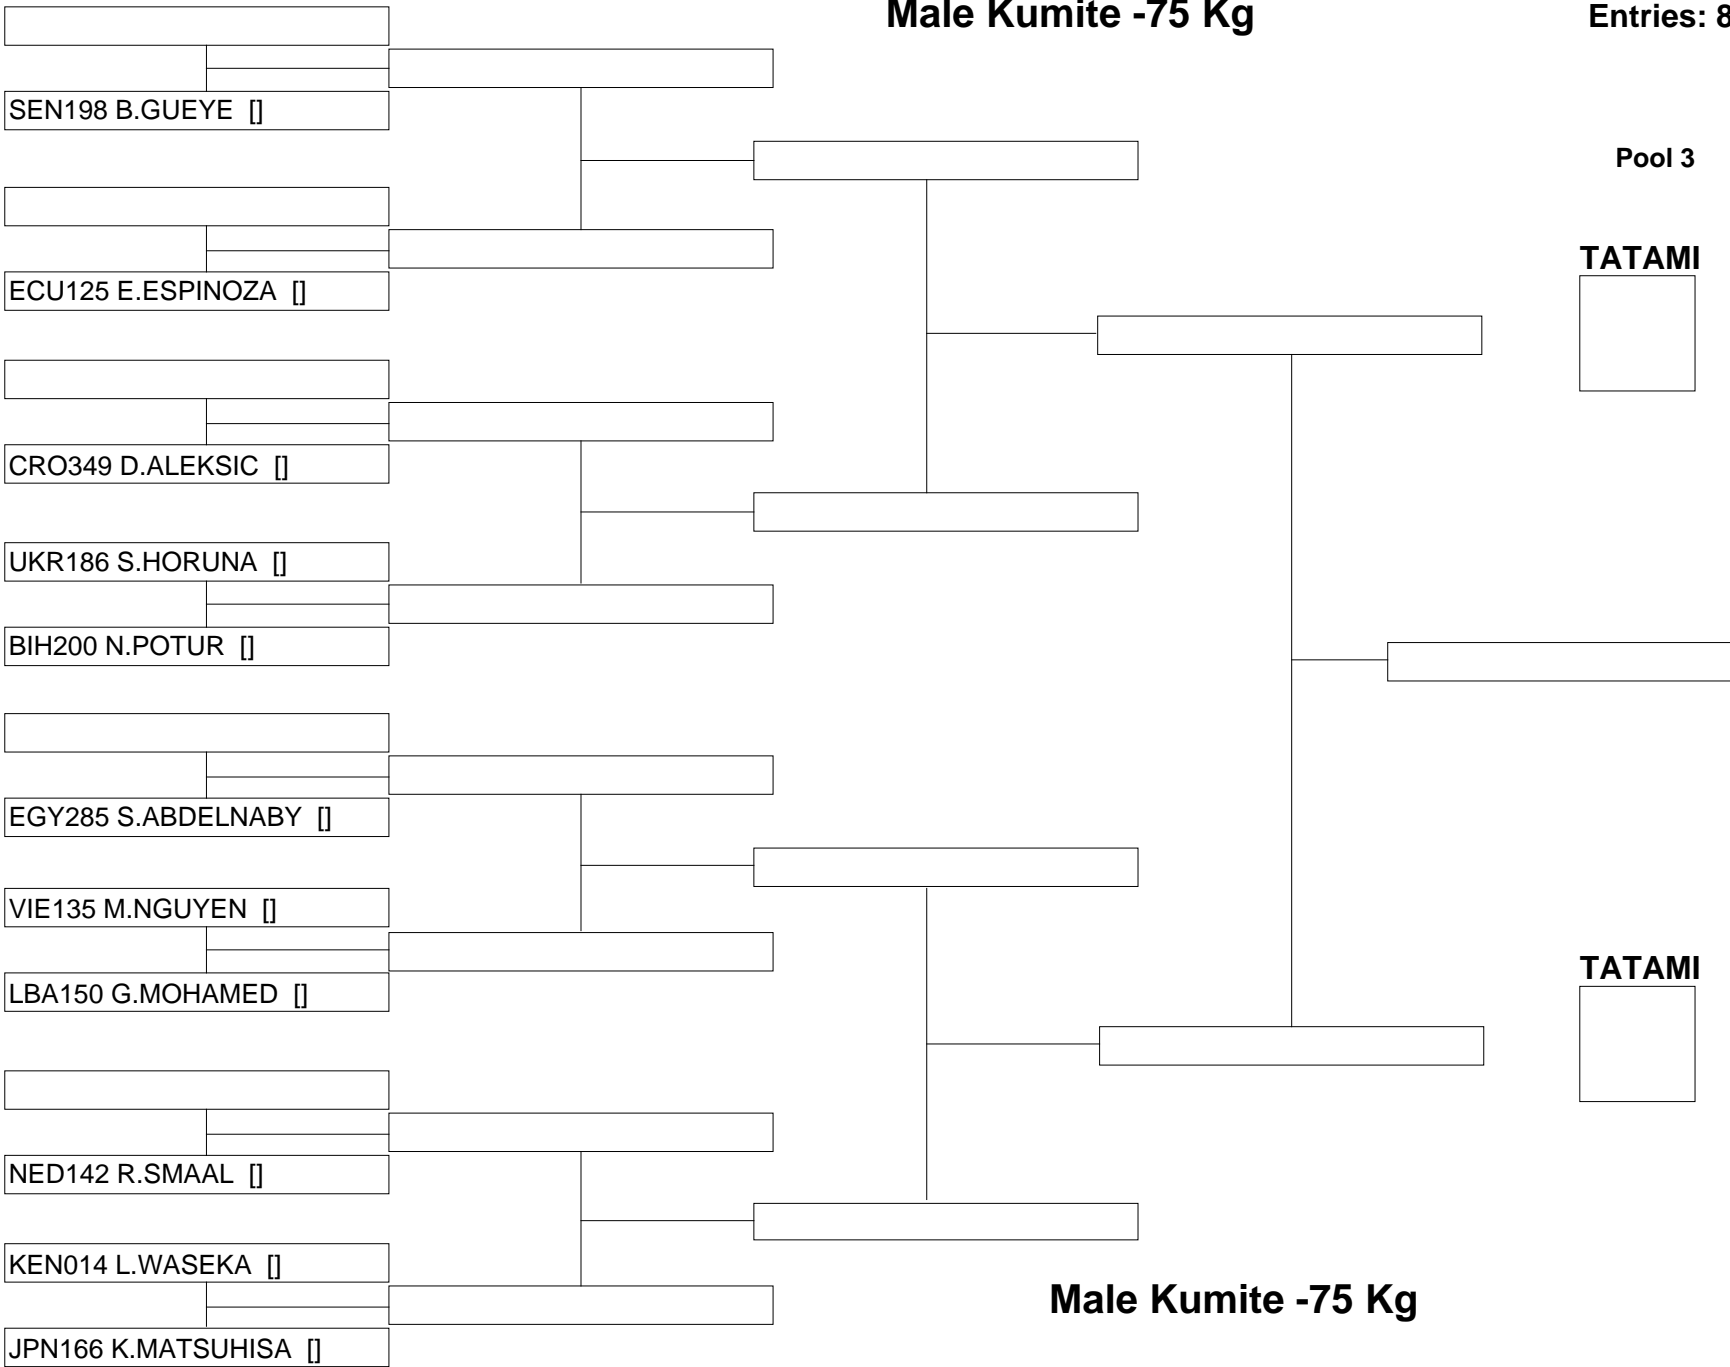 Male Kumite -75 Kg
Entries: 8
SEN198 B.GUEYE []
Pool 3
TATAMI
ECU125 E.ESPINOZA []
CRO349 D.ALEKSIC []
UKR186 S.HORUNA []
BIH200 N.POTUR []
EGY285 S.ABDELNABY []
VIE135 M.NGUYEN []
TATAMI
LBA150 G.MOHAMED []
NED142 R.SMAAL []
KEN014 L.WASEKA []
Male Kumite -75 Kg
JPN166 K.MATSUHISA []